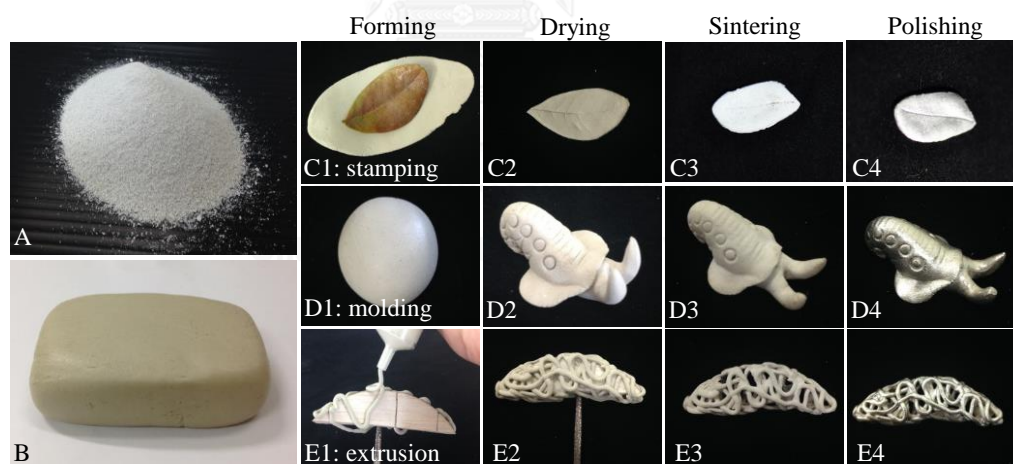 Forming Drying Sintering Polishing
A
C1: stamping C2 C3 C4
D1: molding D2 D3 D4
B
E1: extrusion E2 E3 E4